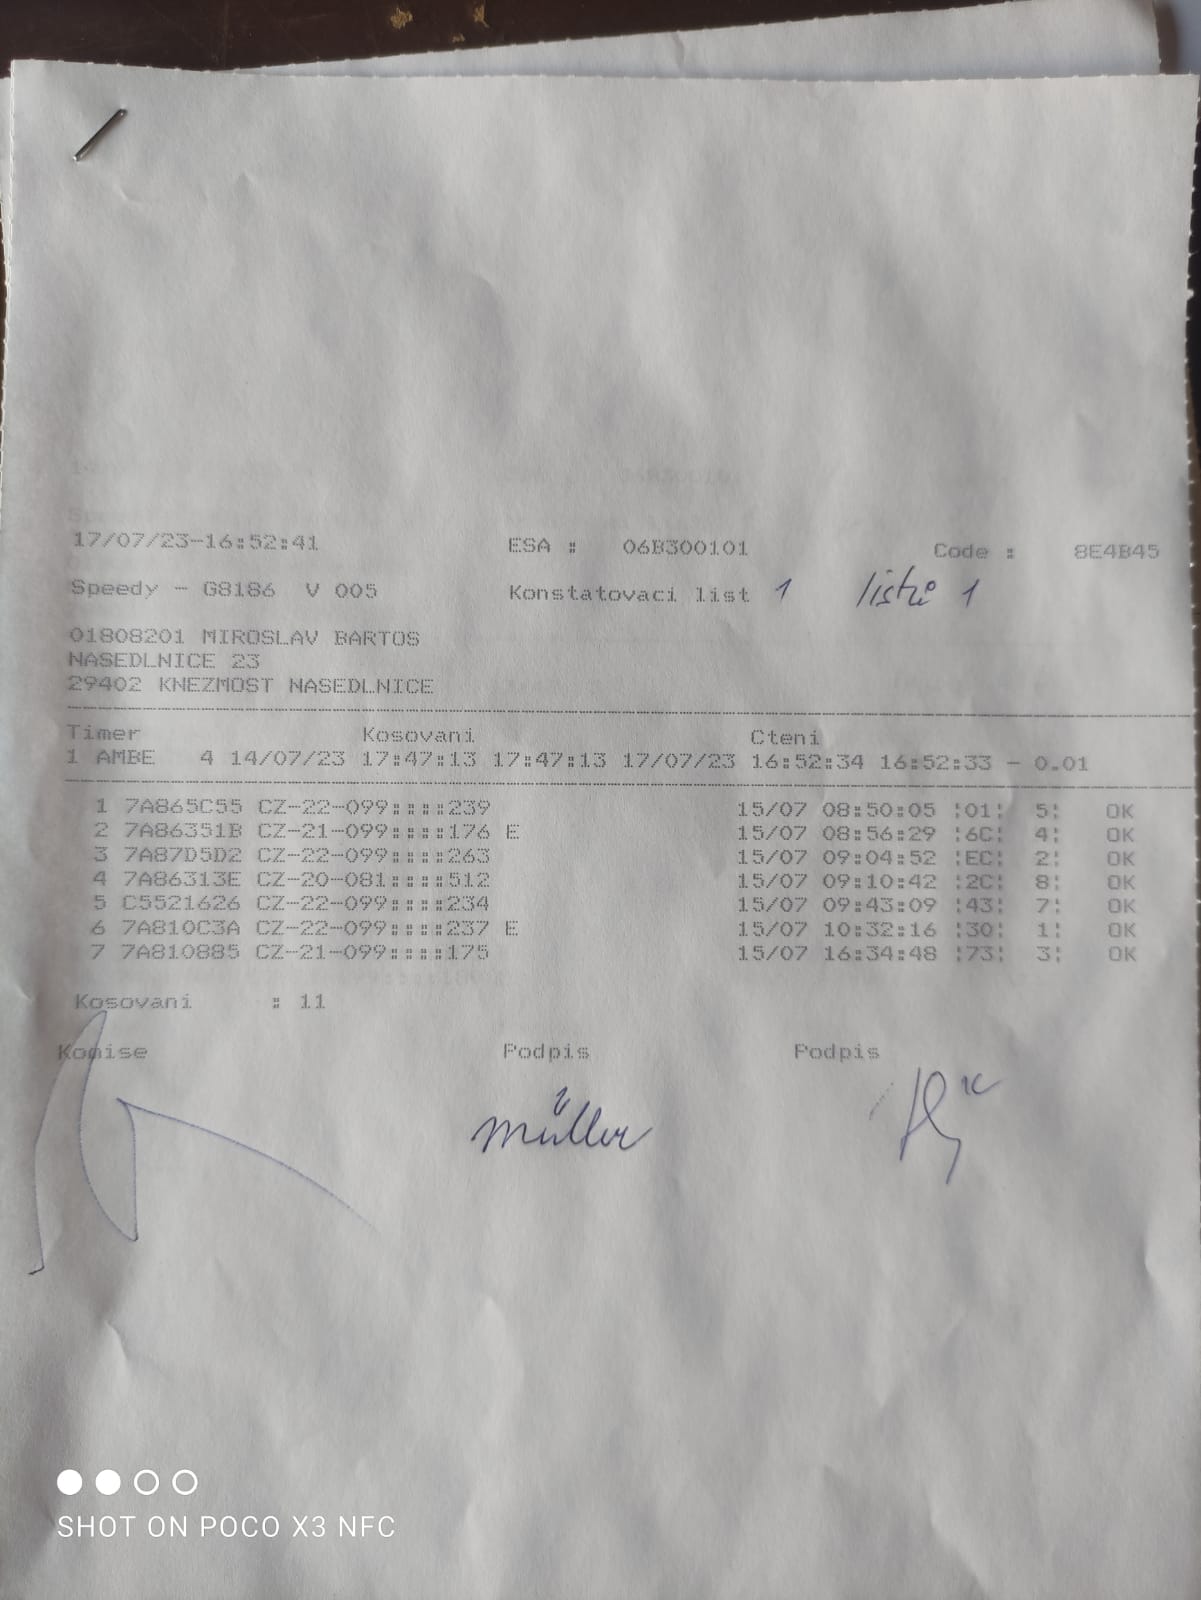 17/07/23-16:52:41 ESA : 06B300101 Code : 8E4B45
Speedy - G8186 V 005 Konstatovaci list 1 listů 1
01808201 MIROSLAV BARTOS
NASEDLNICE 23
29402 KNEZMOST NASEDLNICE
Timer Kosovani Cteni
1 AMBE 4 14/07/23 17:47:13 17:47:13 17/07/23 16:52:34 16:52:33 - 0.01
1 7A865C55 CZ-22-099::::239 15/07 08:50:05 ¦01¦ 5¦ OK
2 7A86351B CZ-21-099::::176 E 15/07 08:56:29 ¦6C¦ 4¦ OK
3 7A87D5D2 CZ-22-099::::263 15/07 09:04:52 ¦EC¦ 2¦ OK
4 7A86313E CZ-20-081::::512 15/07 09:10:42 ¦2C¦ 8¦ OK
5 C5521626 CZ-22-099::::234 15/07 09:43:09 ¦43¦ 7¦ OK
6 7A810C3A CZ-22-099::::237 E 15/07 10:32:16 ¦30¦ 1¦ OK
7 7A810885 CZ-21-099::::175 15/07 16:34:48 ¦73¦ 3¦ OK
Kosovani : 11
Komise Podpis Podpis
Müller
SHOT ON POCO X3 NFC